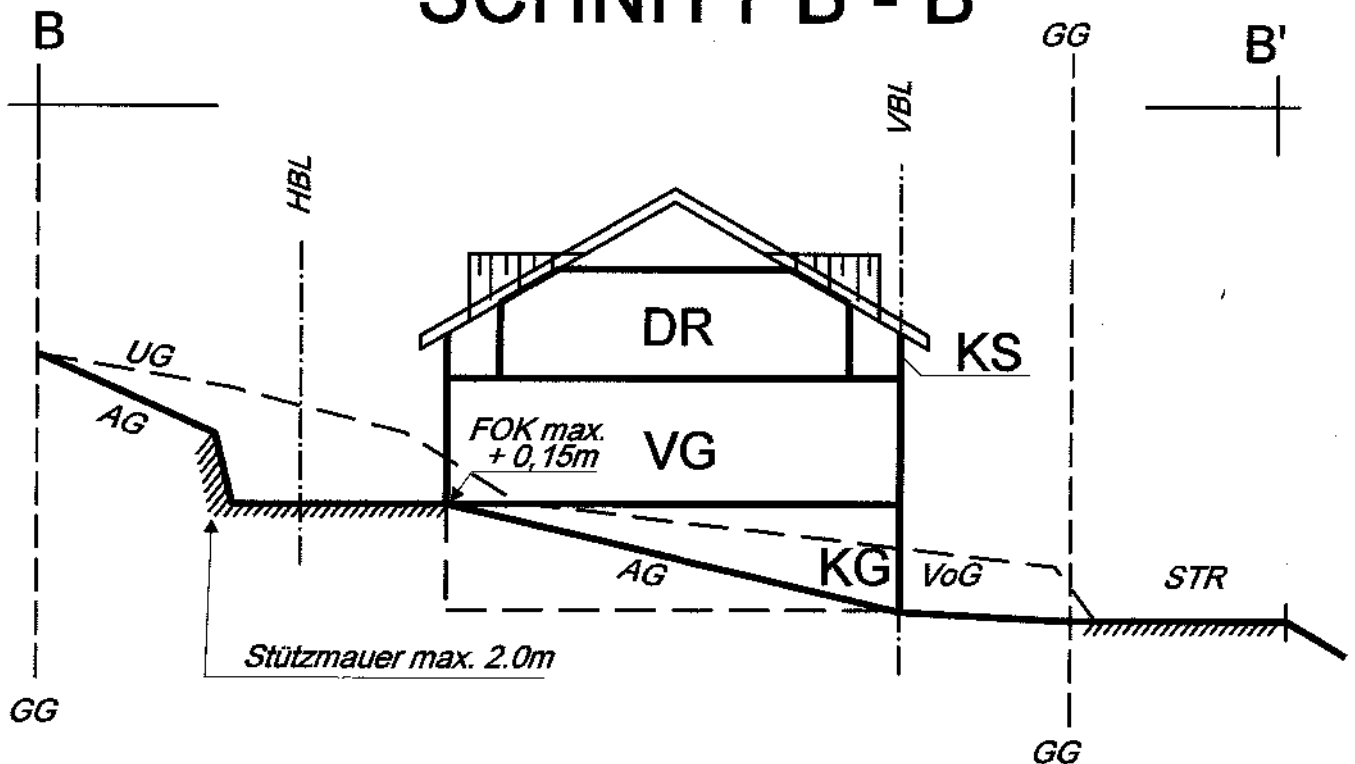 SCHNITT B - B
B
GG
B'
HBL
VBL
DR
KS
UG
AG
FOK max.
+ 0,15m
VG
AG
KG
VoG
STR
Stützmauer max. 2.0m
GG
GG